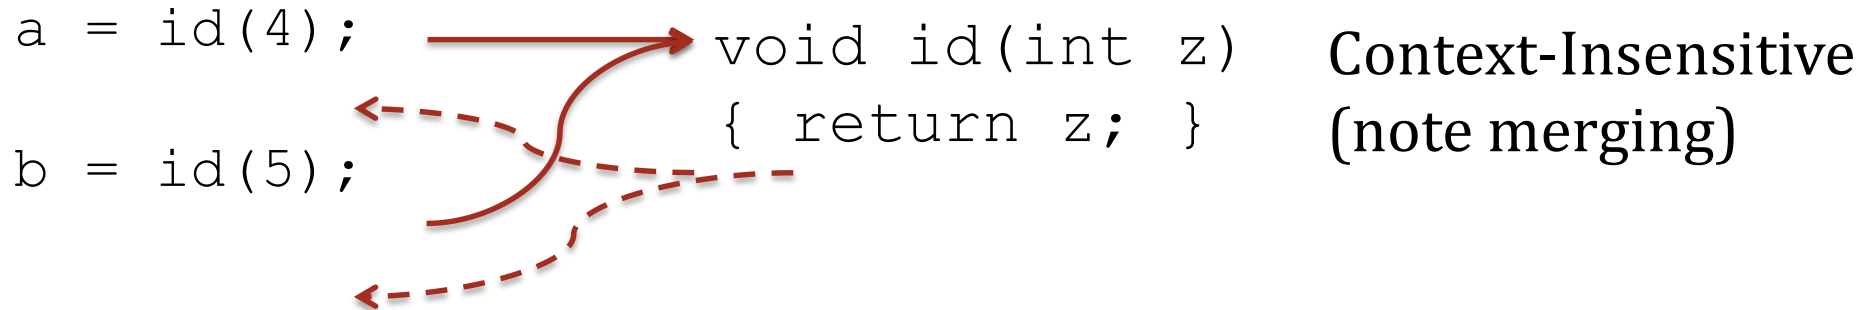 a = id(4);
b = id(5);
void id(int z)
{ return z; }
Context-Insensitive
(note merging)